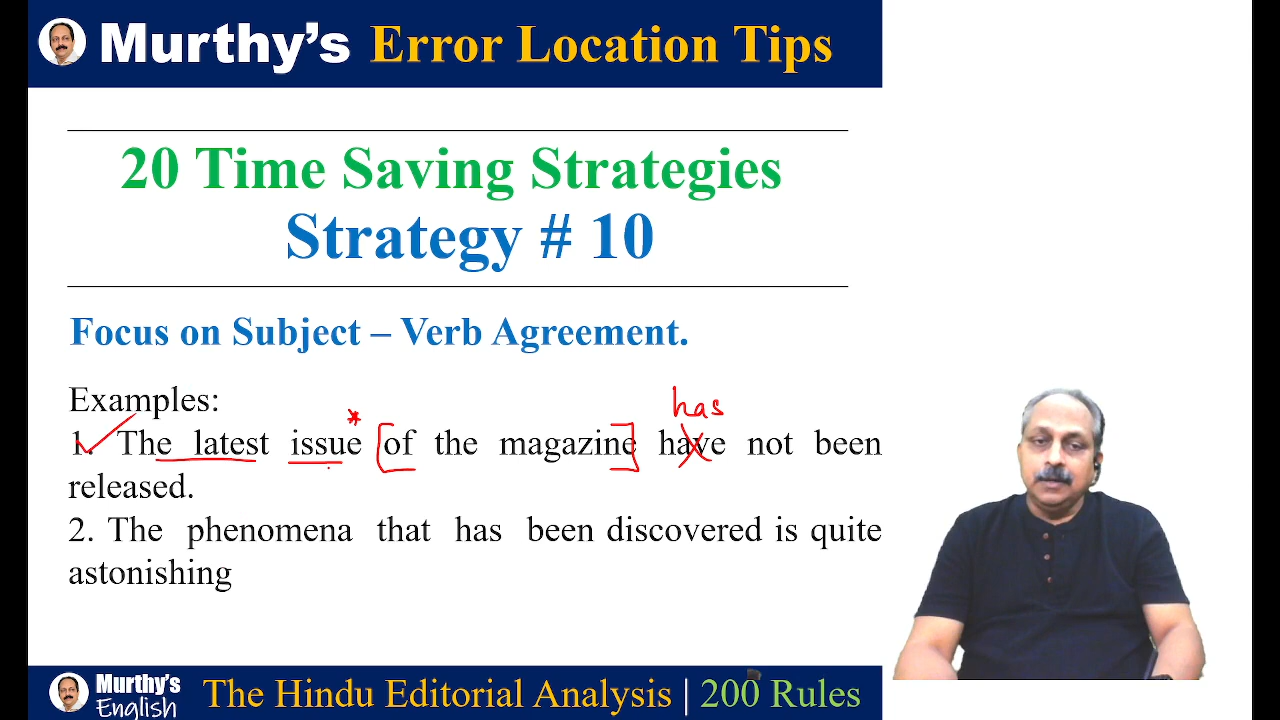 Murthy's Error Location Tips
20 Time Saving Strategies
Strategy # 10
Focus on Subject – Verb Agreement.
Examples:
has
1. The latest issue* [of the magazine] have not been
released.
2. The phenomena that has been discovered is quite
astonishing
Murthy's
English
The Hindu Editorial Analysis | 200 Rules